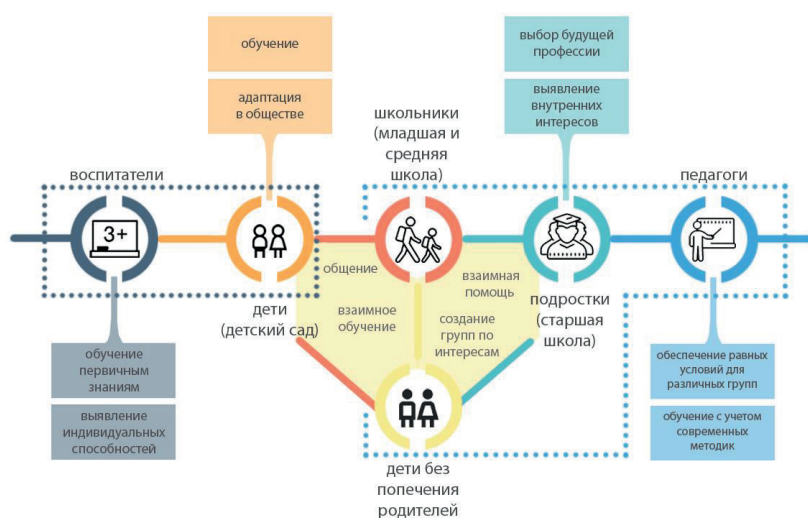 обучение
адаптация
в обществе
выбор будущей
профессии
выявление
внутренних
интересов
воспитатели
школьники
(младшая и
средняя
школа)
педагоги
3+
дети
(детский сад)
общение
взаимное
обучение
взаимная
помощь
создание
групп по
интересам
подростки
(старшая
школа)
обучение
первичным
знаниям
выявление
индивидуальных
способностей
обеспечение равных
условий для
различных групп
обучение с учетом
современных
методик
дети без
попечения
родителей